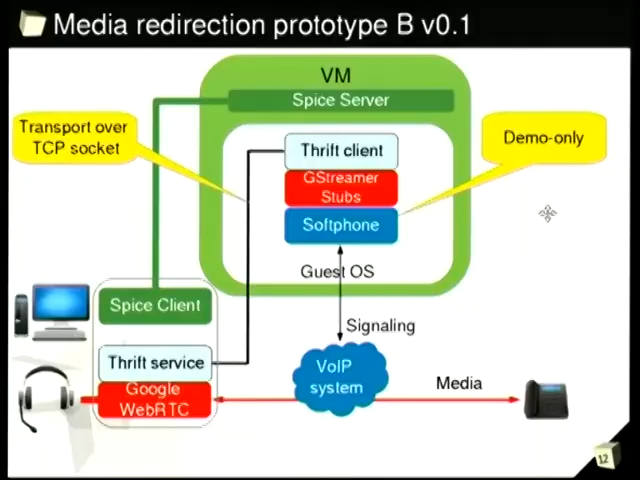 Media redirection prototype B v0.1
VM
Spice Server
Transport over
TCP socket
Demo-only
Thrift client
GStreamer
Stubs
Softphone
Guest OS
Spice Client
Signaling
Thrift service
VoIP
system
Google
WebRTC
Media
12